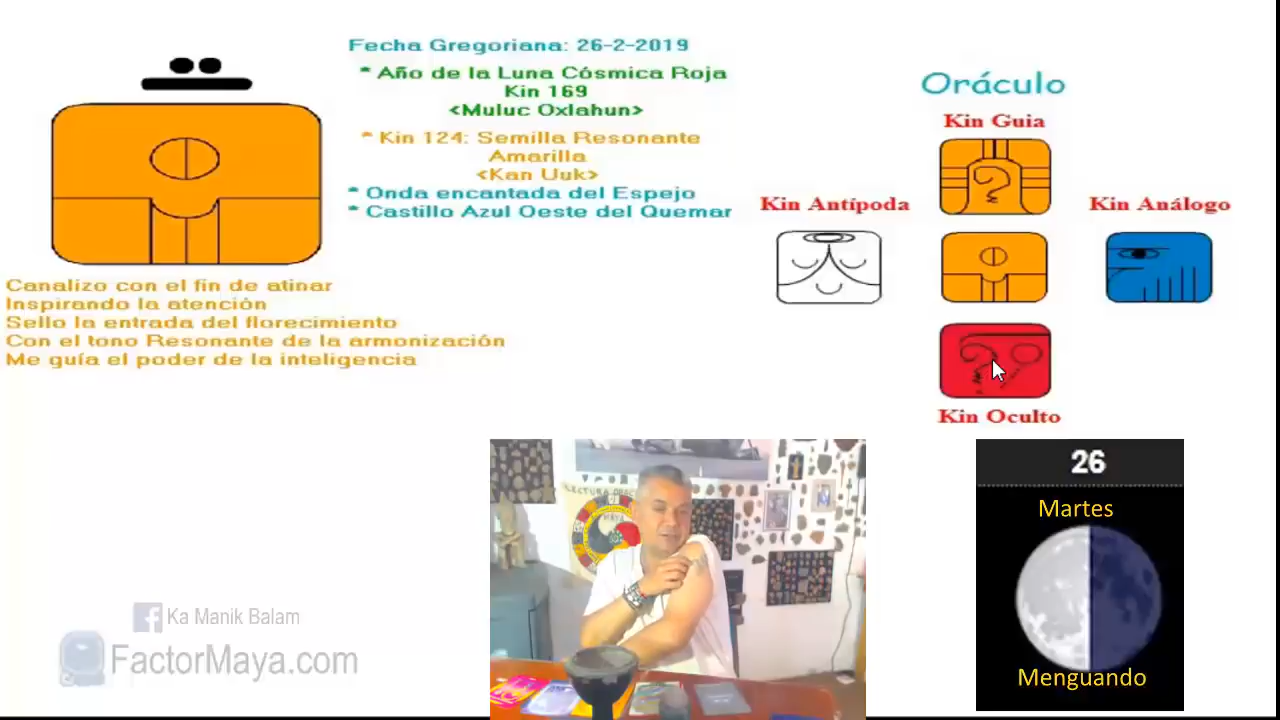 Fecha Gregoriana: 26-2-2019
* Año de la Luna Cósmica Roja
Kin 169
<Muluc Oxlahun>
* Kin 124: Semilla Resonante
Amarilla
<Kan Uuk>
* Onda encantada del Espejo
* Castillo Azul Oeste del Quemar
Canalizo con el fin de atinar
Inspirando la atención
Sello la entrada del florecimiento
Con el tono Resonante de la armonización
Me guía el poder de la inteligencia
Oráculo
Kin Guia
Kin Antípoda
Kin Análogo
Kin Oculto
26
Martes
Menguando
LECTURA
MAYA
Ka Manik Balam
FactorMaya.com